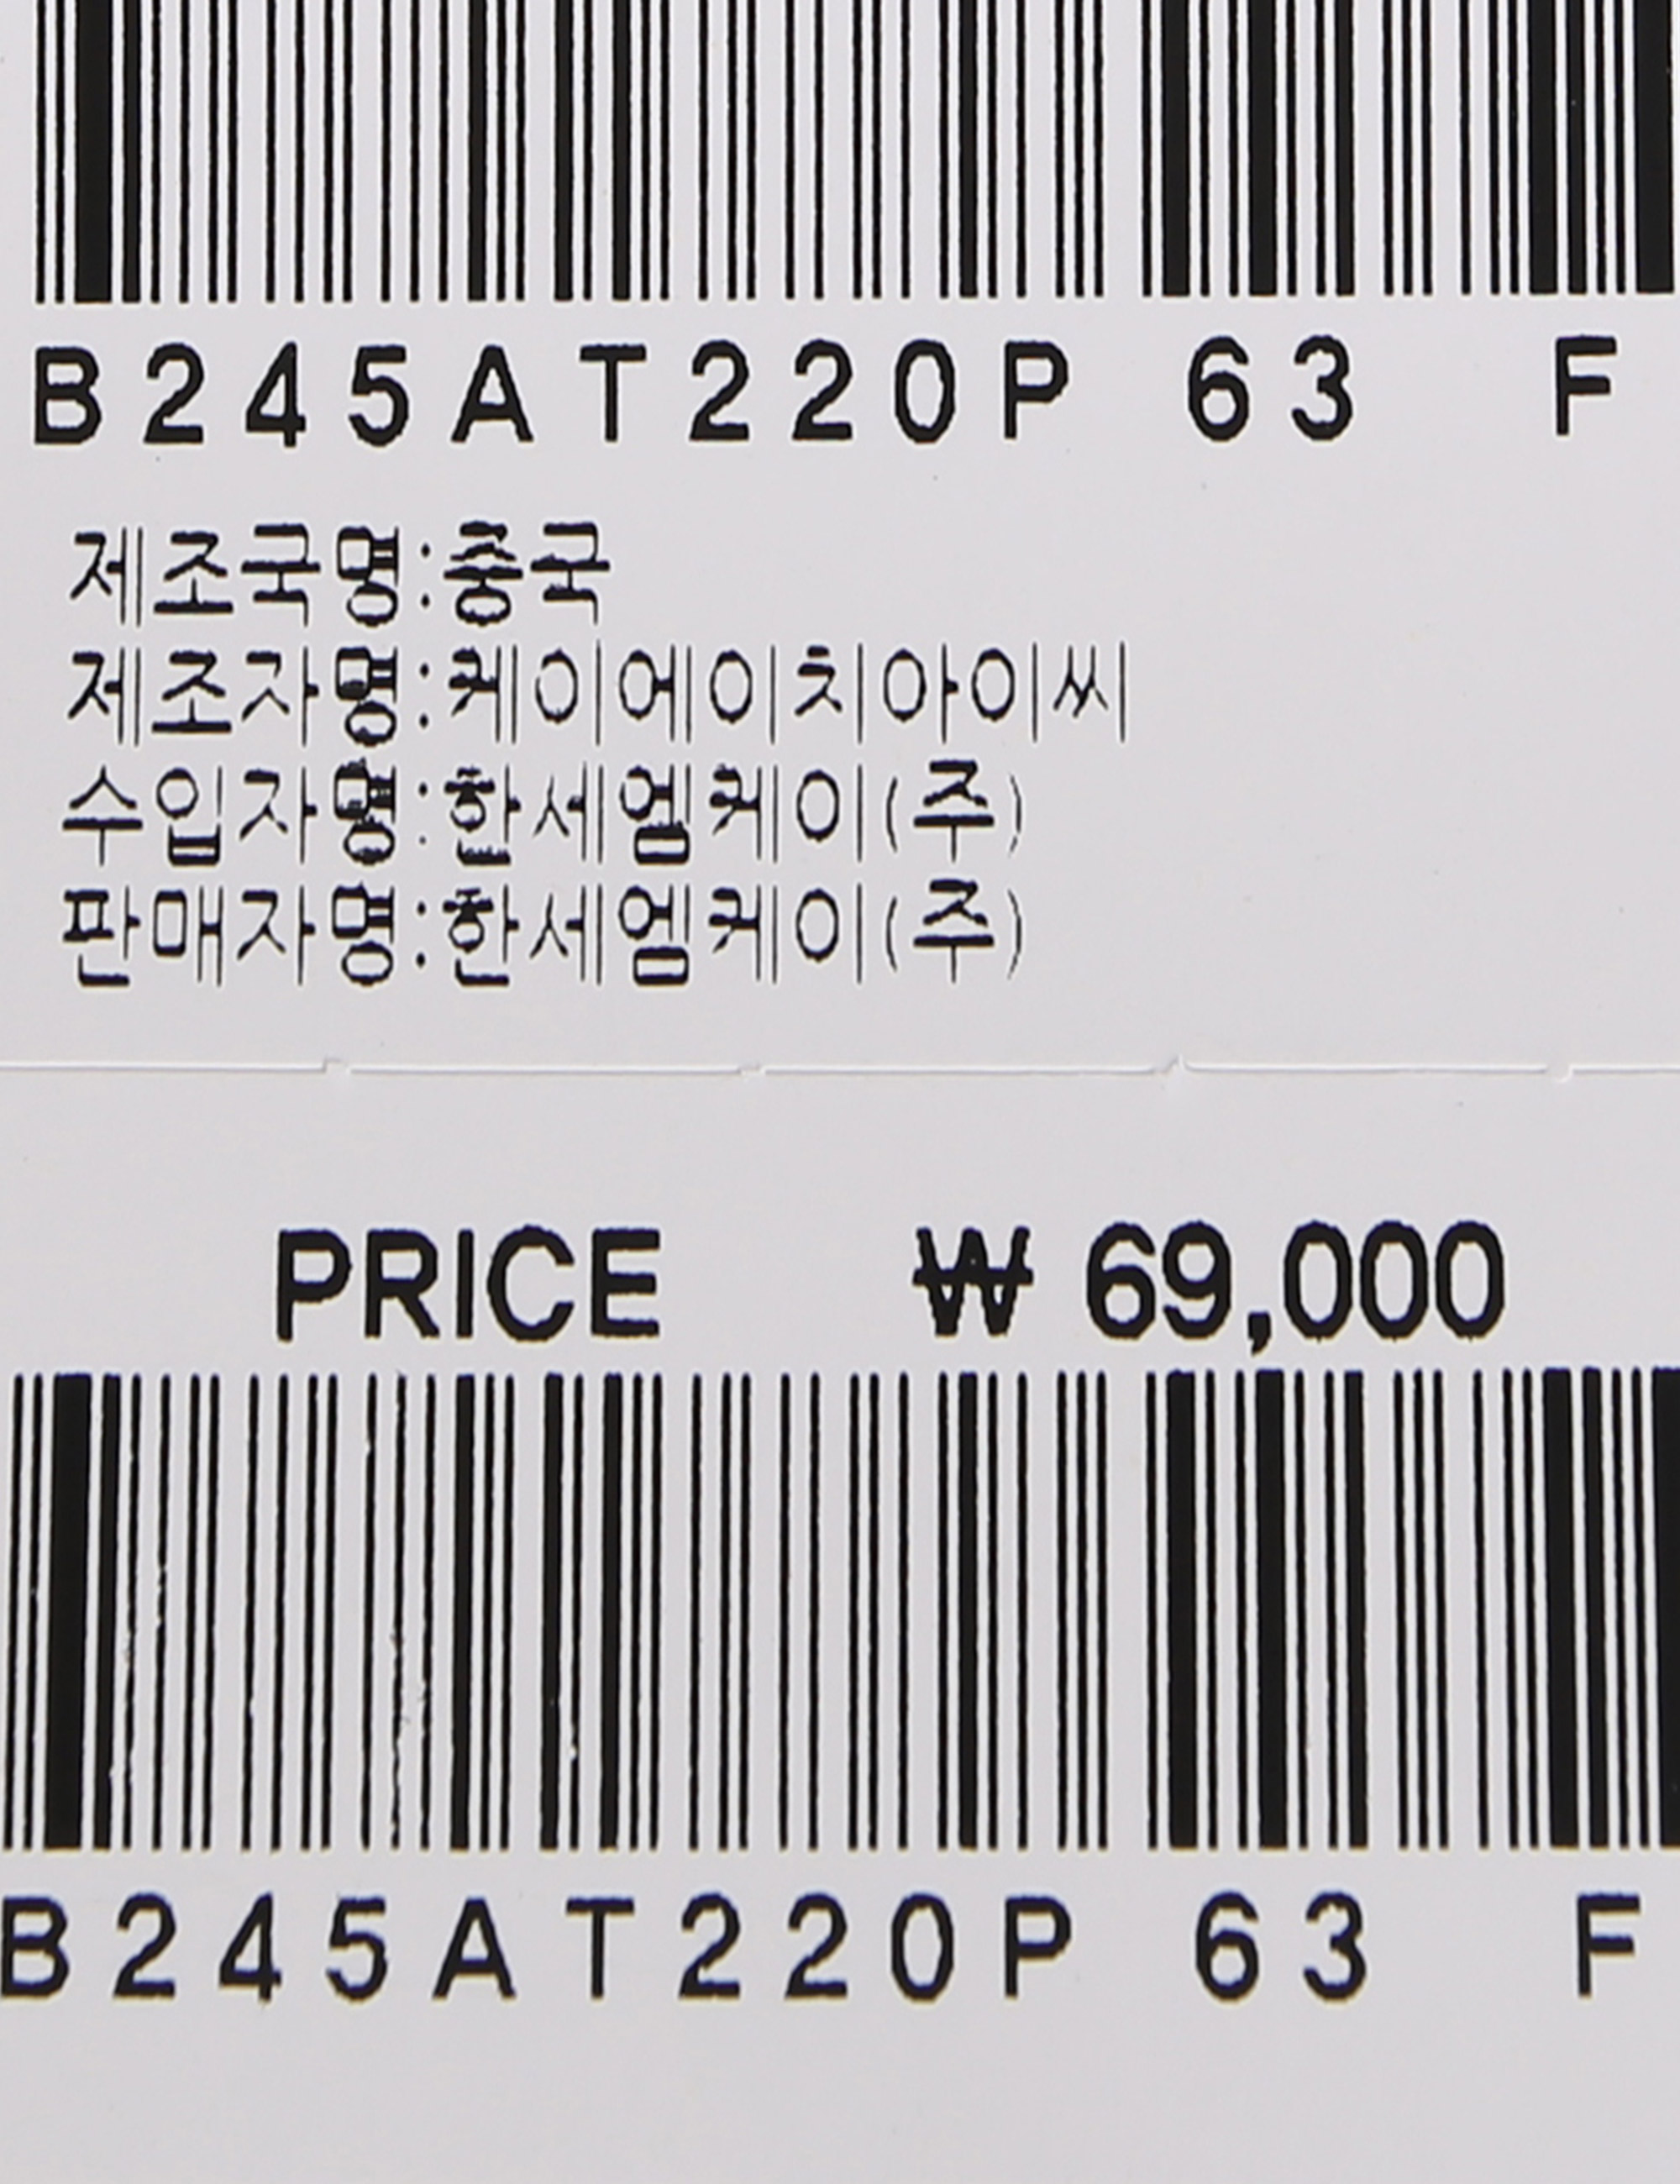 B245AT220P 63 F
제조국명:중국
제조자명:케이에이치아이씨
수입자명:한세엠케이(주)
판매자명:한세엠케이(주)
PRICE ₩ 69,000
B245AT220P 63 F